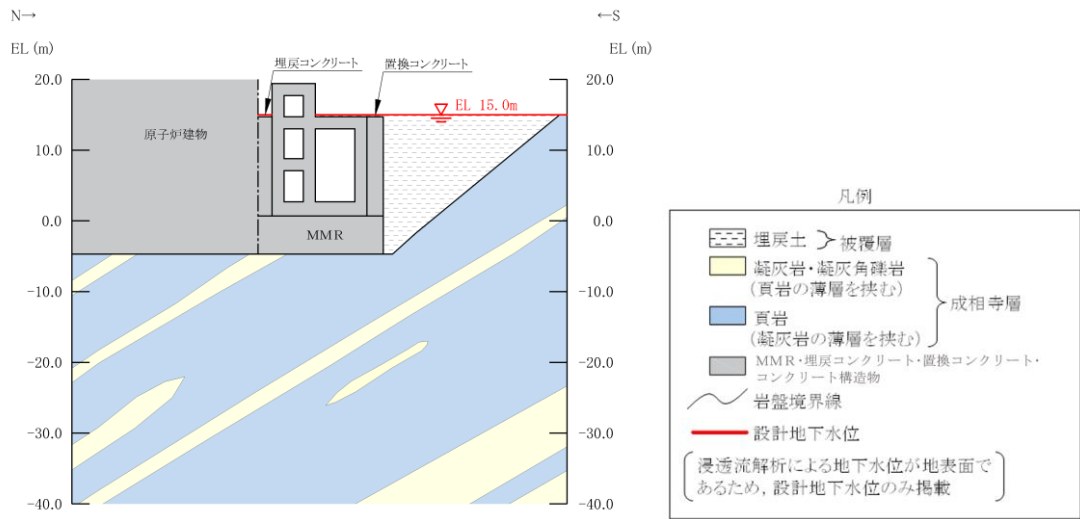 N→
←S
EL (m)
EL (m)
埋戻コンクリート
置換コンクリート
20.0
10.0
0.0
-10.0
-20.0
-30.0
-40.0
20.0
10.0
0.0
-10.0
-20.0
-30.0
-40.0
EL 15.0m
原子炉建物
MMR
凡例
埋戻土
被覆層
凝灰岩・凝灰角礫岩
(頁岩の薄層を挟む)
頁岩
(凝灰岩の薄層を挟む)
成相寺層
MMR・埋戻コンクリート・置換コンクリート・
コンクリート構造物
岩盤境界線
設計地下水位
浸透流解析による地下水位が地表面で
あるため, 設計地下水位のみ掲載